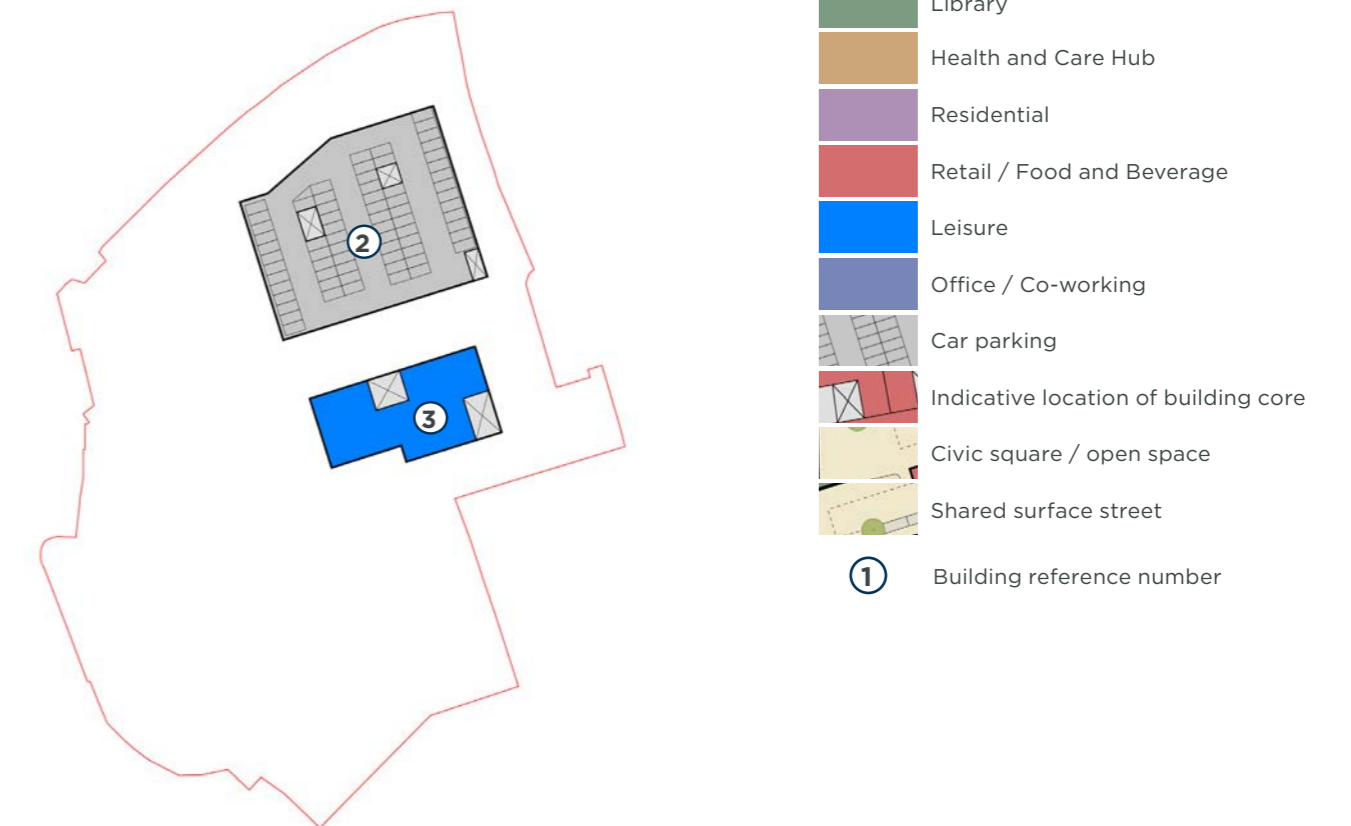 Library
Health and Care Hub
Residential
Retail / Food and Beverage
Leisure
Office / Co-working
Car parking
Indicative location of building core
Civic square / open space
Shared surface street
1 Building reference number
2
3